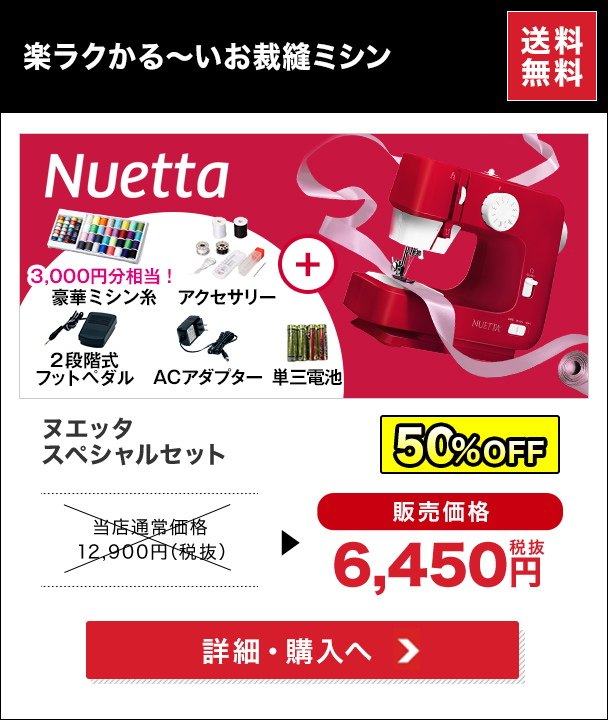 楽ラクかる～いお裁縫ミシン
送料
無料
Nuetta
3,000円分相当！
豪華ミシン糸
アクセサリー
+
2段階式
フットペダル
ACアダプター
単三電池
NUETTA
ヌエッタ
スペシャルセット
50%OFF
当店通常価格
12,900円(税抜)
販売価格
6,450円税抜
詳細・購入へ